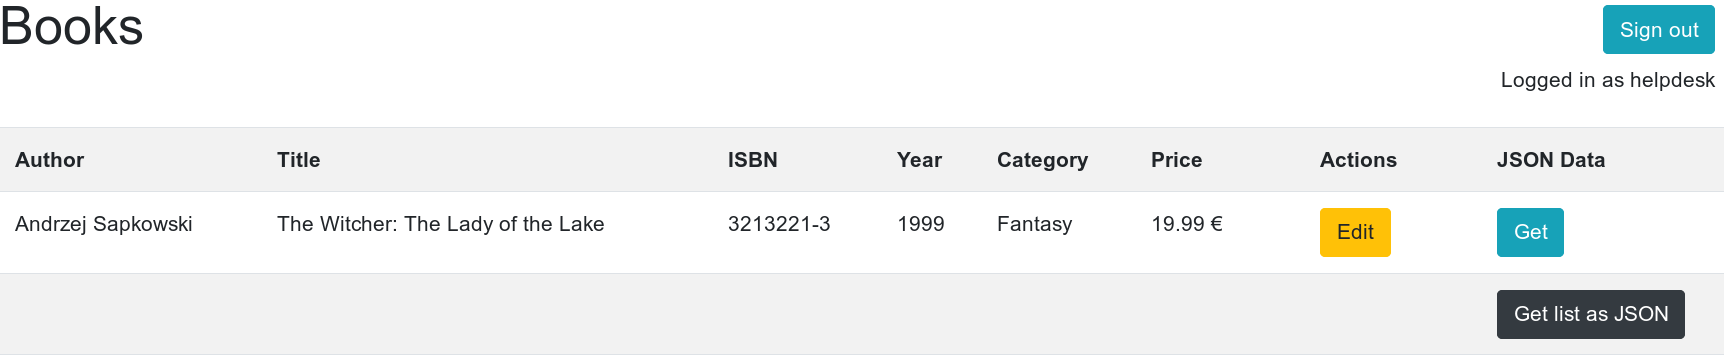 Books
Sign out
Logged in as helpdesk
Author Title ISBN Year Category Price Actions JSON Data
Andrzej Sapkowski The Witcher: The Lady of the Lake 3213221-3 1999 Fantasy 19.99 € Edit Get
Get list as JSON